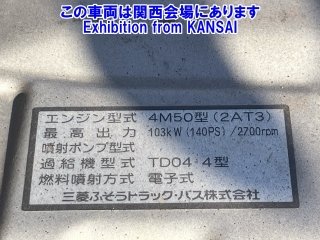 この車両は関西会場にあります
Exhibition from KANSAI
エンジン型式 4M50型(2AT3)
最高出力 103kW(140PS)/2700rpm
噴射ポンプ型式
過給機型式 TD04-4型
燃料噴射方式 電子式
三菱ふそうトラック・バス株式会社